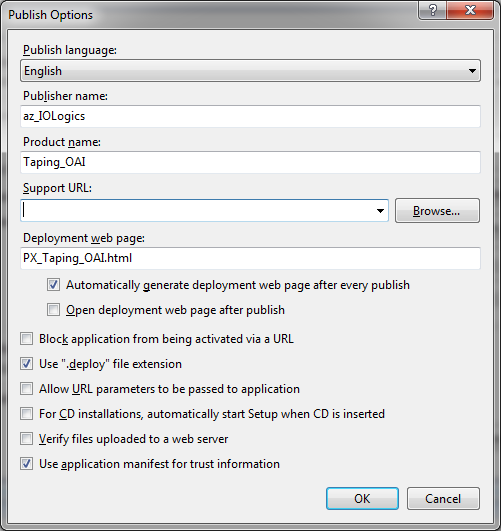 Publish Options
Publish language:
English
Publisher name:
az_IOLogics
Product name:
Taping_OAI
Support URL:
Browse...
Deployment web page:
PX_Taping_OAI.html
Automatically generate deployment web page after every publish
Open deployment web page after publish
Block application from being activated via a URL
Use ".deploy" file extension
Allow URL parameters to be passed to application
For CD installations, automatically start Setup when CD is inserted
Verify files uploaded to a web server
Use application manifest for trust information
OK
Cancel